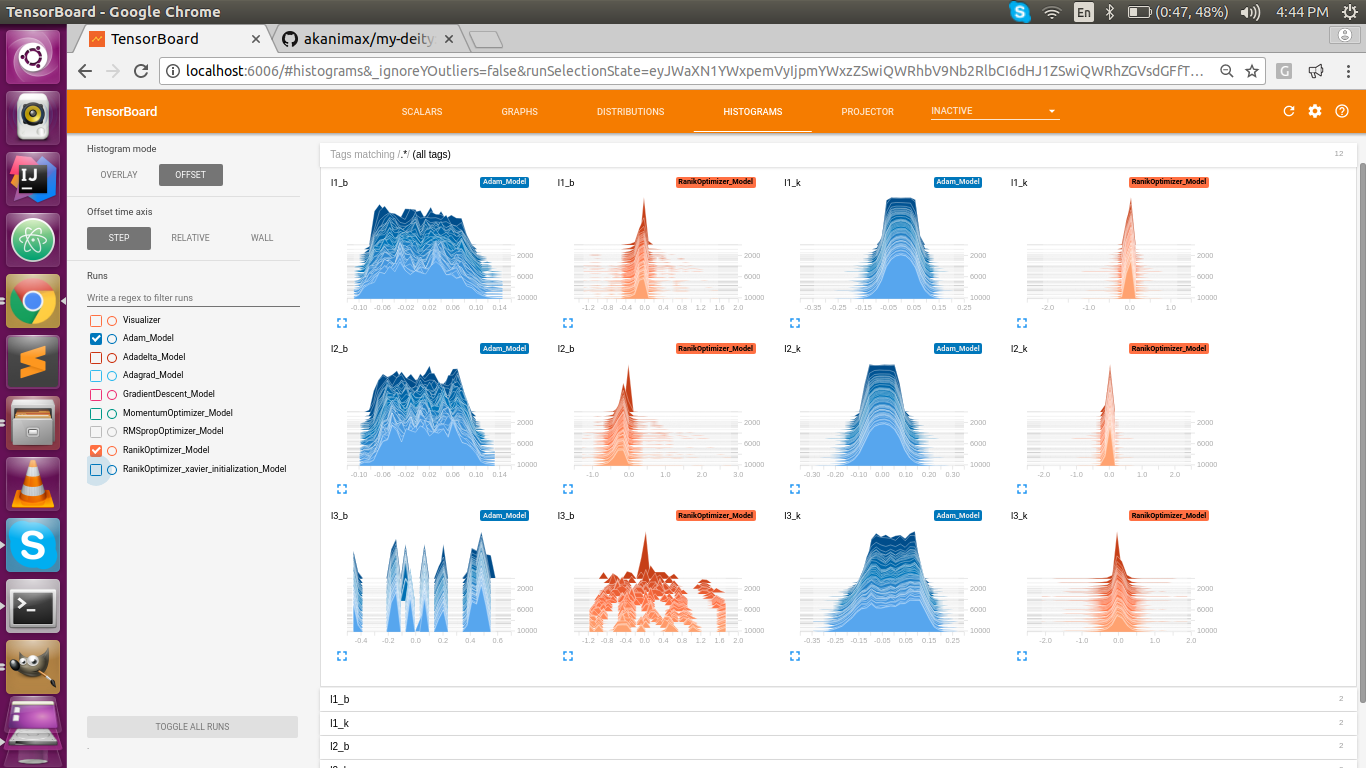 TensorBoard - Google Chrome
En
(0:47, 48%)
4:44 PM
TensorBoard
akanimax/my-deity
localhost:6006/#histograms&_ignoreYOutliers=false&runSelectionState=eyJWaXN1YWxpemVyIjpmYWxzZSwiQWRhbV9Nb2RlbCI6dHJ1ZSwiQWRhZGVsdGFfT…
TensorBoard
SCALARS GRAPHS DISTRIBUTIONS HISTOGRAMS PROJECTOR INACTIVE
Histogram mode
OVERLAY OFFSET
Offset time axis
STEP RELATIVE WALL
Runs
Write a regex to filter runs
Visualizer
Adam_Model
Adadelta_Model
Adagrad_Model
GradientDescent_Model
MomentumOptimizer_Model
RMSpropOptimizer_Model
RanikOptimizer_Model
RanikOptimizer_xavier_initialization_Model
TOGGLE ALL RUNS
.
Tags matching /.*/ (all tags) 12
l1_b Adam_Model l1_b RanikOptimizer_Model l1_k Adam_Model l1_k RanikOptimizer_Model
2000 2000 2000 2000
6000 6000 6000 6000
10000 10000 10000 10000
-0.10 -0.06 -0.02 0.02 0.06 0.10 0.14 -1.2 -0.8 -0.4 0.0 0.4 0.8 1.2 1.6 2.0 -0.35 -0.25 -0.15 -0.05 0.05 0.15 0.25 -2.0 -1.0 0.0 1.0
l2_b Adam_Model l2_b RanikOptimizer_Model l2_k Adam_Model l2_k RanikOptimizer_Model
2000 2000 2000 2000
6000 6000 6000 6000
10000 10000 10000 10000
-0.10 -0.06 -0.02 0.02 0.06 0.10 0.14 -1.0 0.0 1.0 2.0 3.0 -0.30 -0.20 -0.10 0.00 0.10 0.20 0.30 -2.0 -1.0 0.0 1.0 2.0
l3_b Adam_Model l3_b RanikOptimizer_Model l3_k Adam_Model l3_k RanikOptimizer_Model
2000 2000 2000 2000
6000 6000 6000 6000
10000 10000 10000 10000
-0.4 -0.2 0.0 0.2 0.4 0.6 -1.2 -0.8 -0.4 0.0 0.4 0.8 1.2 1.6 2.0 -0.35 -0.25 -0.15 -0.05 0.05 0.15 0.25 -2.0 -1.0 0.0 1.0 2.0
l1_b 2
l1_k 2
l2_b 2